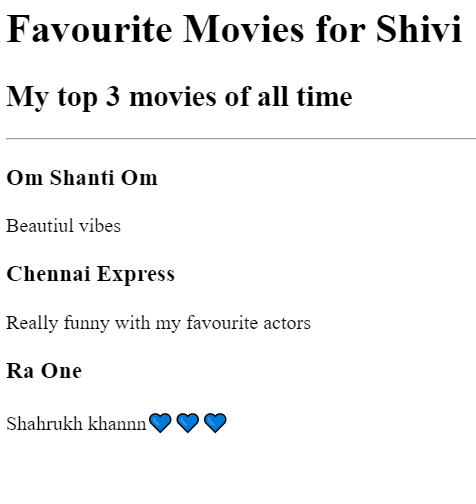 Favourite Movies for Shivi
My top 3 movies of all time
Om Shanti Om
Beautiul vibes
Chennai Express
Really funny with my favourite actors
Ra One
Shahrukh khannn💙💙💙